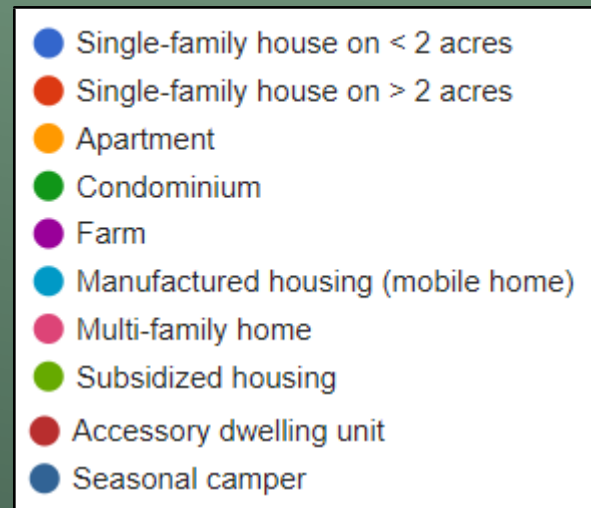 Single-family house on < 2 acres
Single-family house on > 2 acres
Apartment
Condominium
Farm
Manufactured housing (mobile home)
Multi-family home
Subsidized housing
Accessory dwelling unit
Seasonal camper